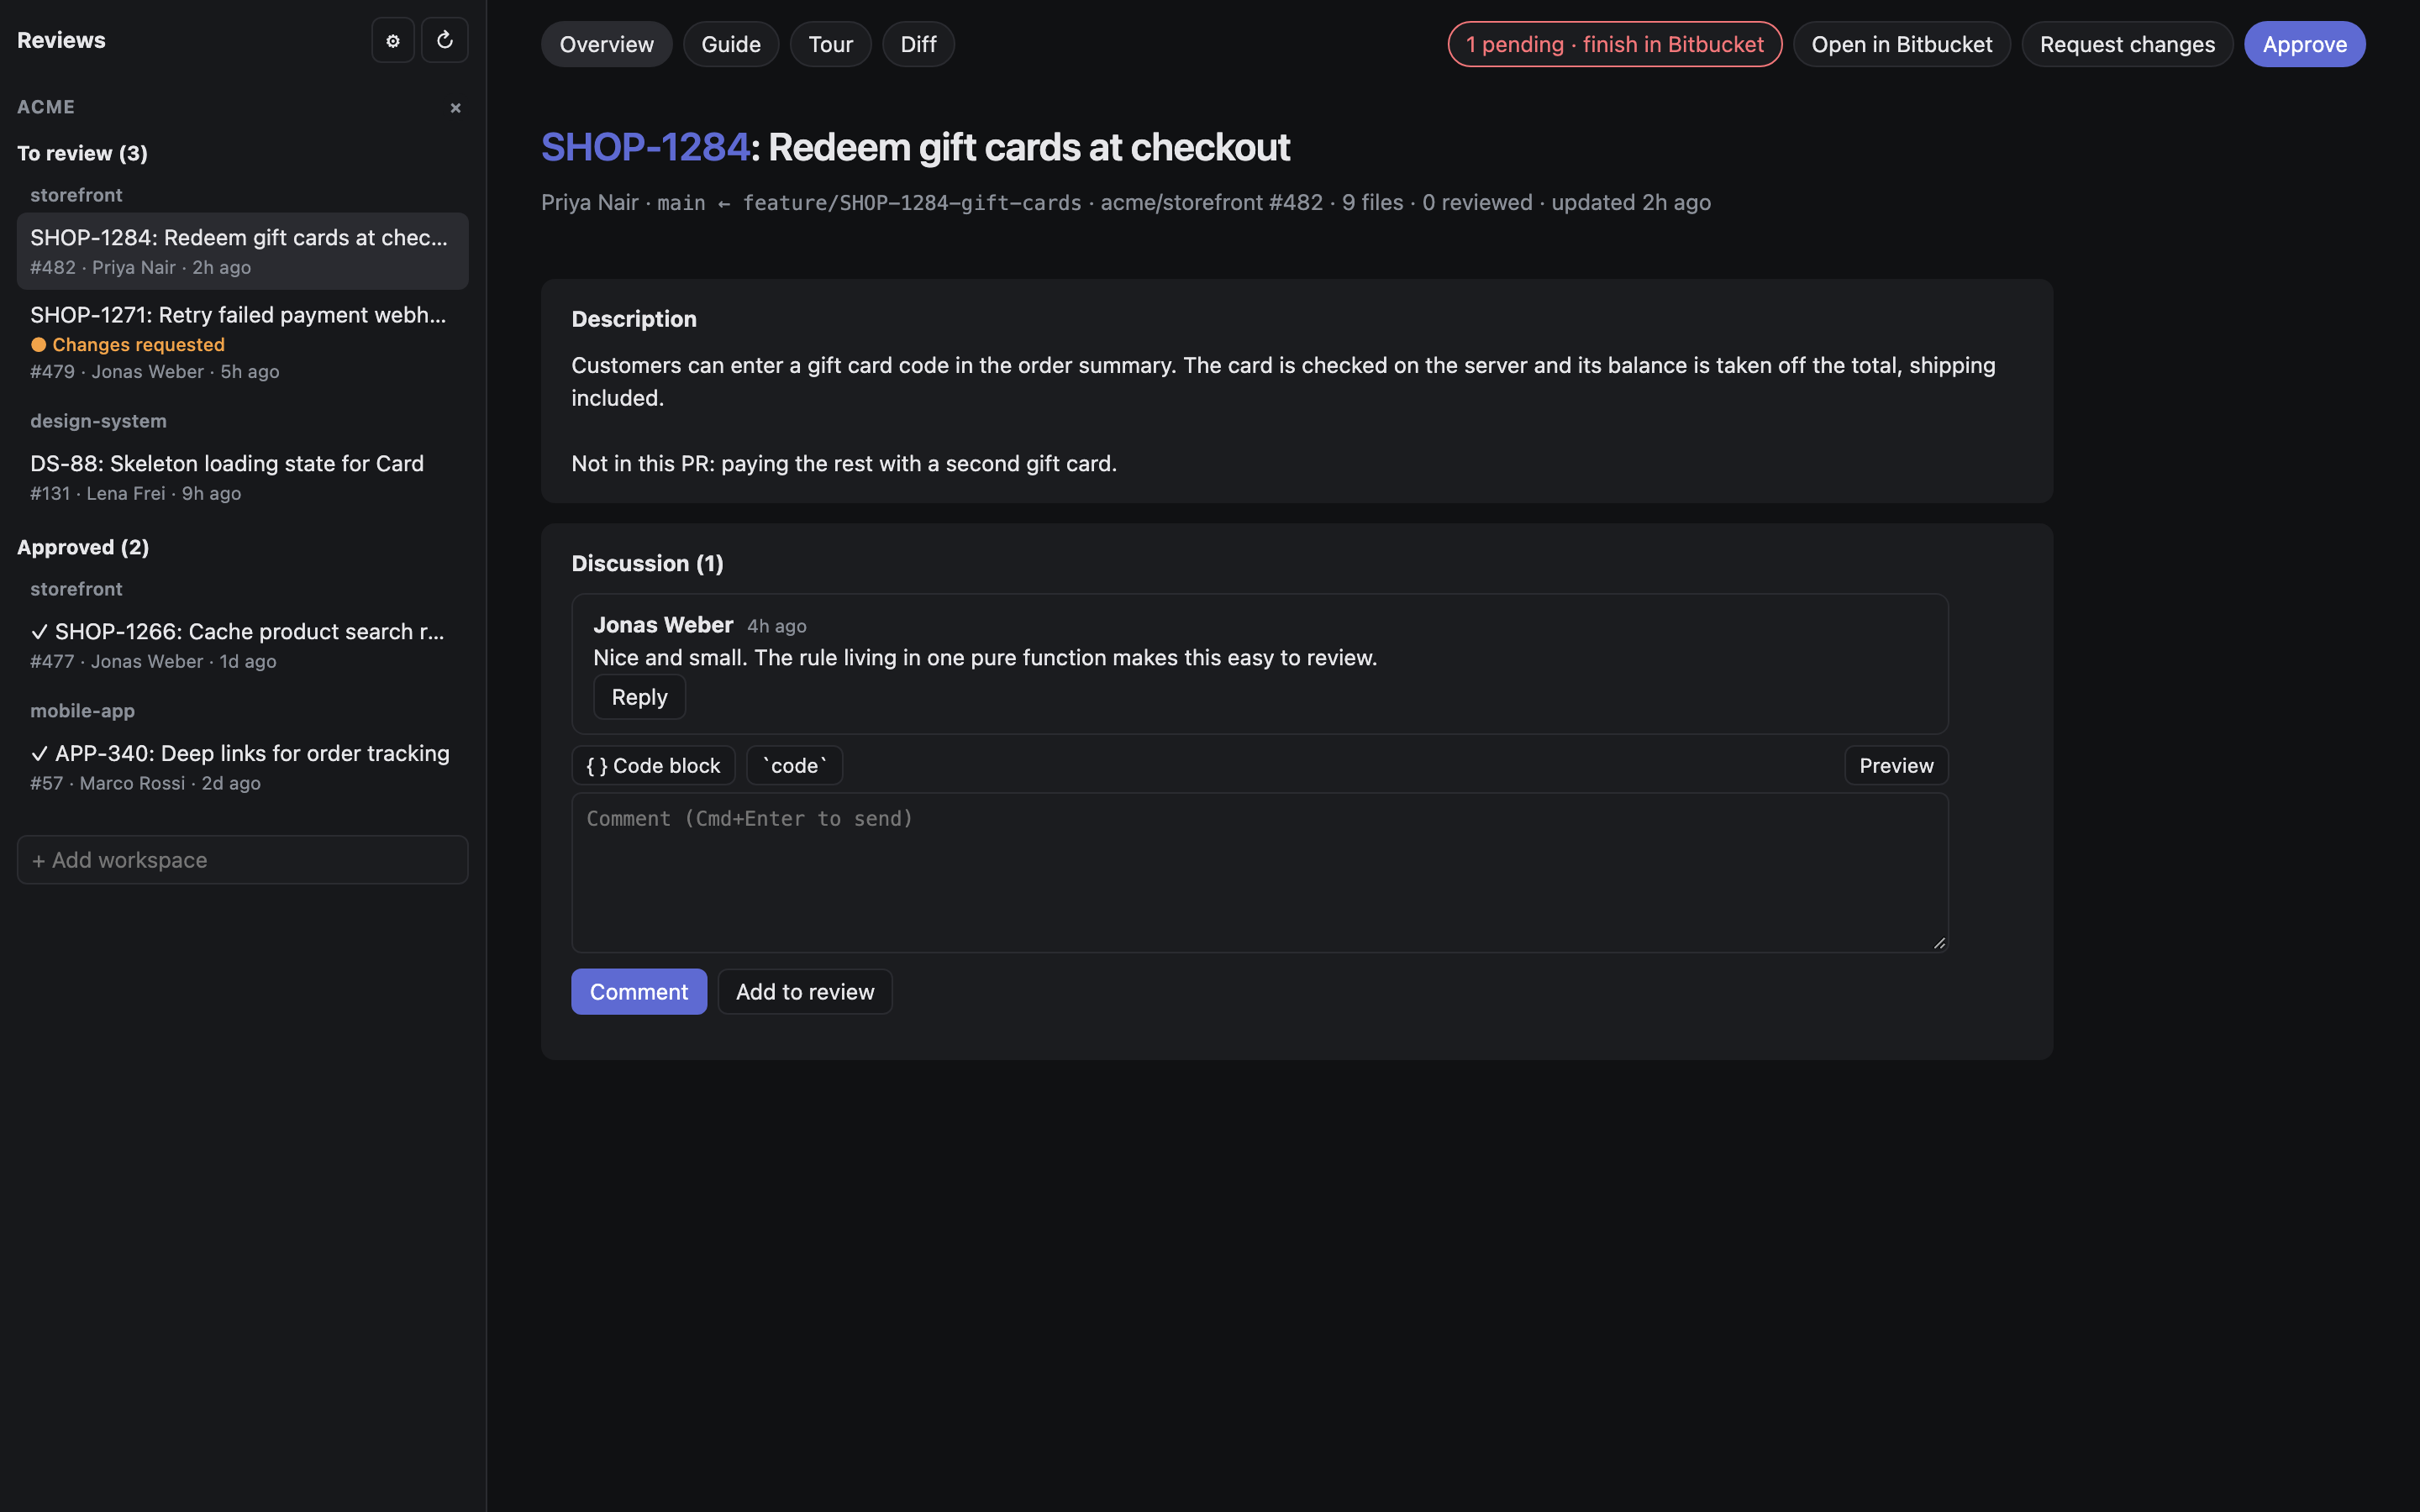 Reviews
⚙ ↻
ACME ×
To review (3)
storefront
SHOP-1284: Redeem gift cards at chec...
#482 · Priya Nair · 2h ago
SHOP-1271: Retry failed payment webh...
Changes requested
#479 · Jonas Weber · 5h ago
design-system
DS-88: Skeleton loading state for Card
#131 · Lena Frei · 9h ago
Approved (2)
storefront
✓ SHOP-1266: Cache product search r...
#477 · Jonas Weber · 1d ago
mobile-app
✓ APP-340: Deep links for order tracking
#57 · Marco Rossi · 2d ago
+ Add workspace
Overview Guide Tour Diff
1 pending · finish in Bitbucket Open in Bitbucket Request changes Approve
SHOP-1284: Redeem gift cards at checkout
Priya Nair · main ← feature/SHOP-1284-gift-cards · acme/storefront #482 · 9 files · 0 reviewed · updated 2h ago
Description
Customers can enter a gift card code in the order summary. The card is checked on the server and its balance is taken off the total, shipping
included.
Not in this PR: paying the rest with a second gift card.
Discussion (1)
Jonas Weber 4h ago
Nice and small. The rule living in one pure function makes this easy to review.
Reply
{ } Code block `code` Preview
Comment (Cmd+Enter to send)
Comment Add to review